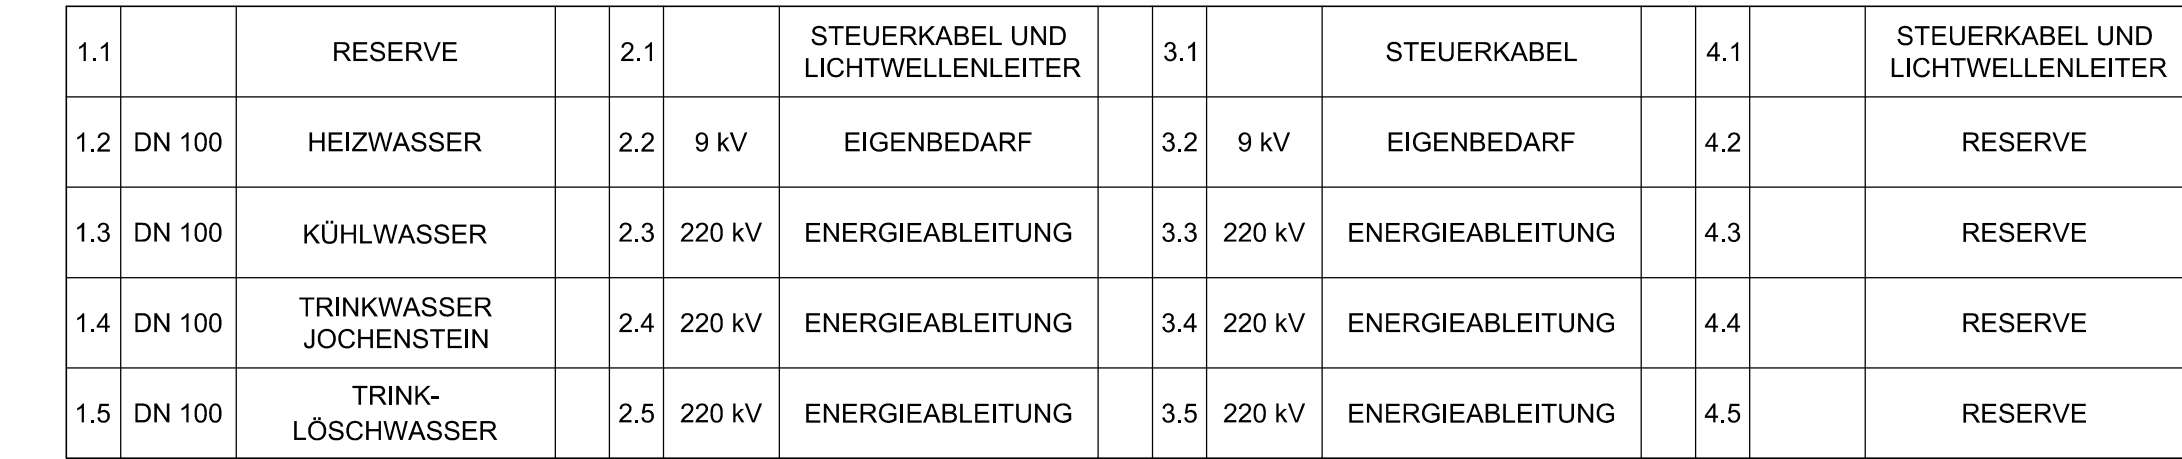 1.1 RESERVE 2.1 STEUERKABEL UND LICHTWELLENLEITER 3.1 STEUERKABEL 4.1 STEUERKABEL UND LICHTWELLENLEITER
1.2 DN 100 HEIZWASSER 2.2 9 kV EIGENBEDARF 3.2 9 kV EIGENBEDARF 4.2 RESERVE
1.3 DN 100 KÜHLWASSER 2.3 220 kV ENERGIEABLEITUNG 3.3 220 kV ENERGIEABLEITUNG 4.3 RESERVE
1.4 DN 100 TRINKWASSER JOCHENSTEIN 2.4 220 kV ENERGIEABLEITUNG 3.4 220 kV ENERGIEABLEITUNG 4.4 RESERVE
1.5 DN 100 TRINK- LÖSCHWASSER 2.5 220 kV ENERGIEABLEITUNG 3.5 220 kV ENERGIEABLEITUNG 4.5 RESERVE